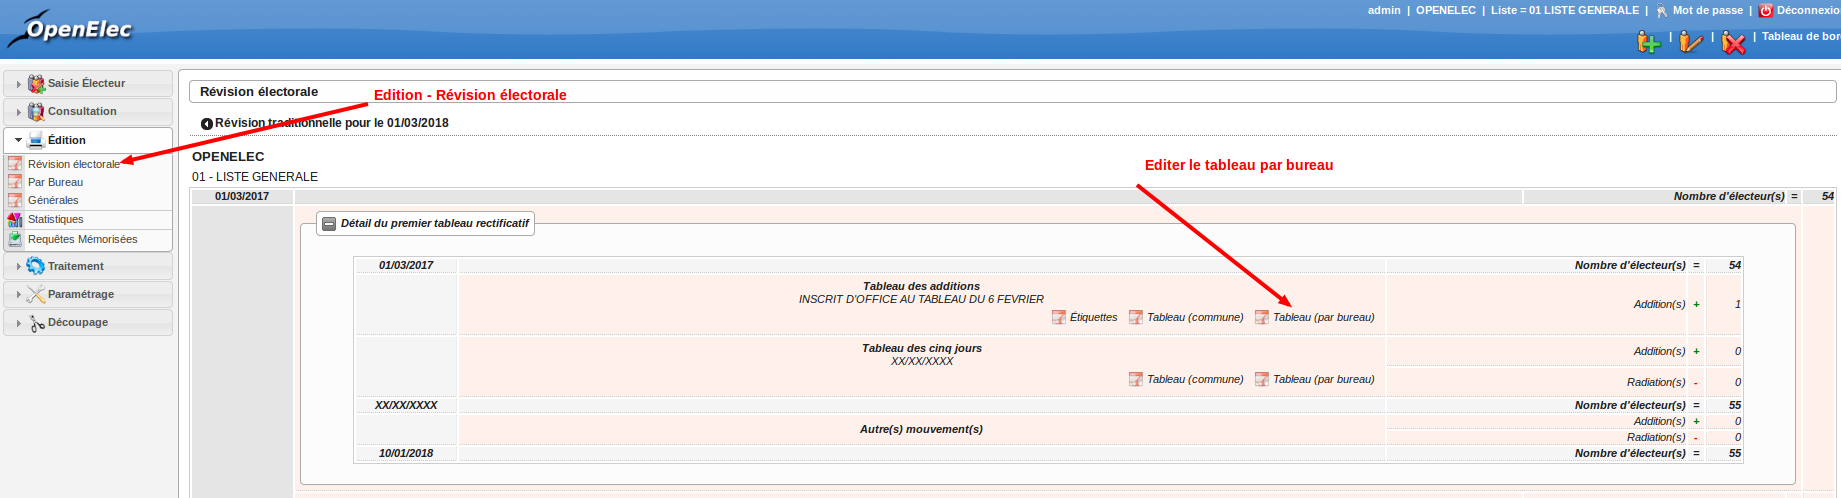 OpenElec
admin | OPENELEC | Liste = 01 LISTE GENERALE | Mot de passe | Déconnexio
| | | Tableau de bor
Saisie Électeur
Consultation
Édition
Révision électorale
Par Bureau
Générales
Statistiques
Requêtes Mémorisées
Traitement
Paramétrage
Découpage
Révision électorale
Edition - Révision électorale
Révision traditionnelle pour le 01/03/2018
OPENELEC
01 - LISTE GENERALE
Editer le tableau par bureau
01/03/2017 Nombre d'électeur(s) = 54
Détail du premier tableau rectificatif
01/03/2017 Nombre d'électeur(s) = 54
Tableau des additions
INSCRIT D'OFFICE AU TABLEAU DU 6 FEVRIER
Addition(s) + 1
Étiquettes Tableau (commune) Tableau (par bureau)
Tableau des cinq jours
Addition(s) + 0
XX/XX/XXXX
Tableau (commune) Tableau (par bureau)
Radiation(s) - 0
XX/XX/XXXX Nombre d'électeur(s) = 55
Addition(s) + 0
Autre(s) mouvement(s)
Radiation(s) - 0
10/01/2018 Nombre d'électeur(s) = 55